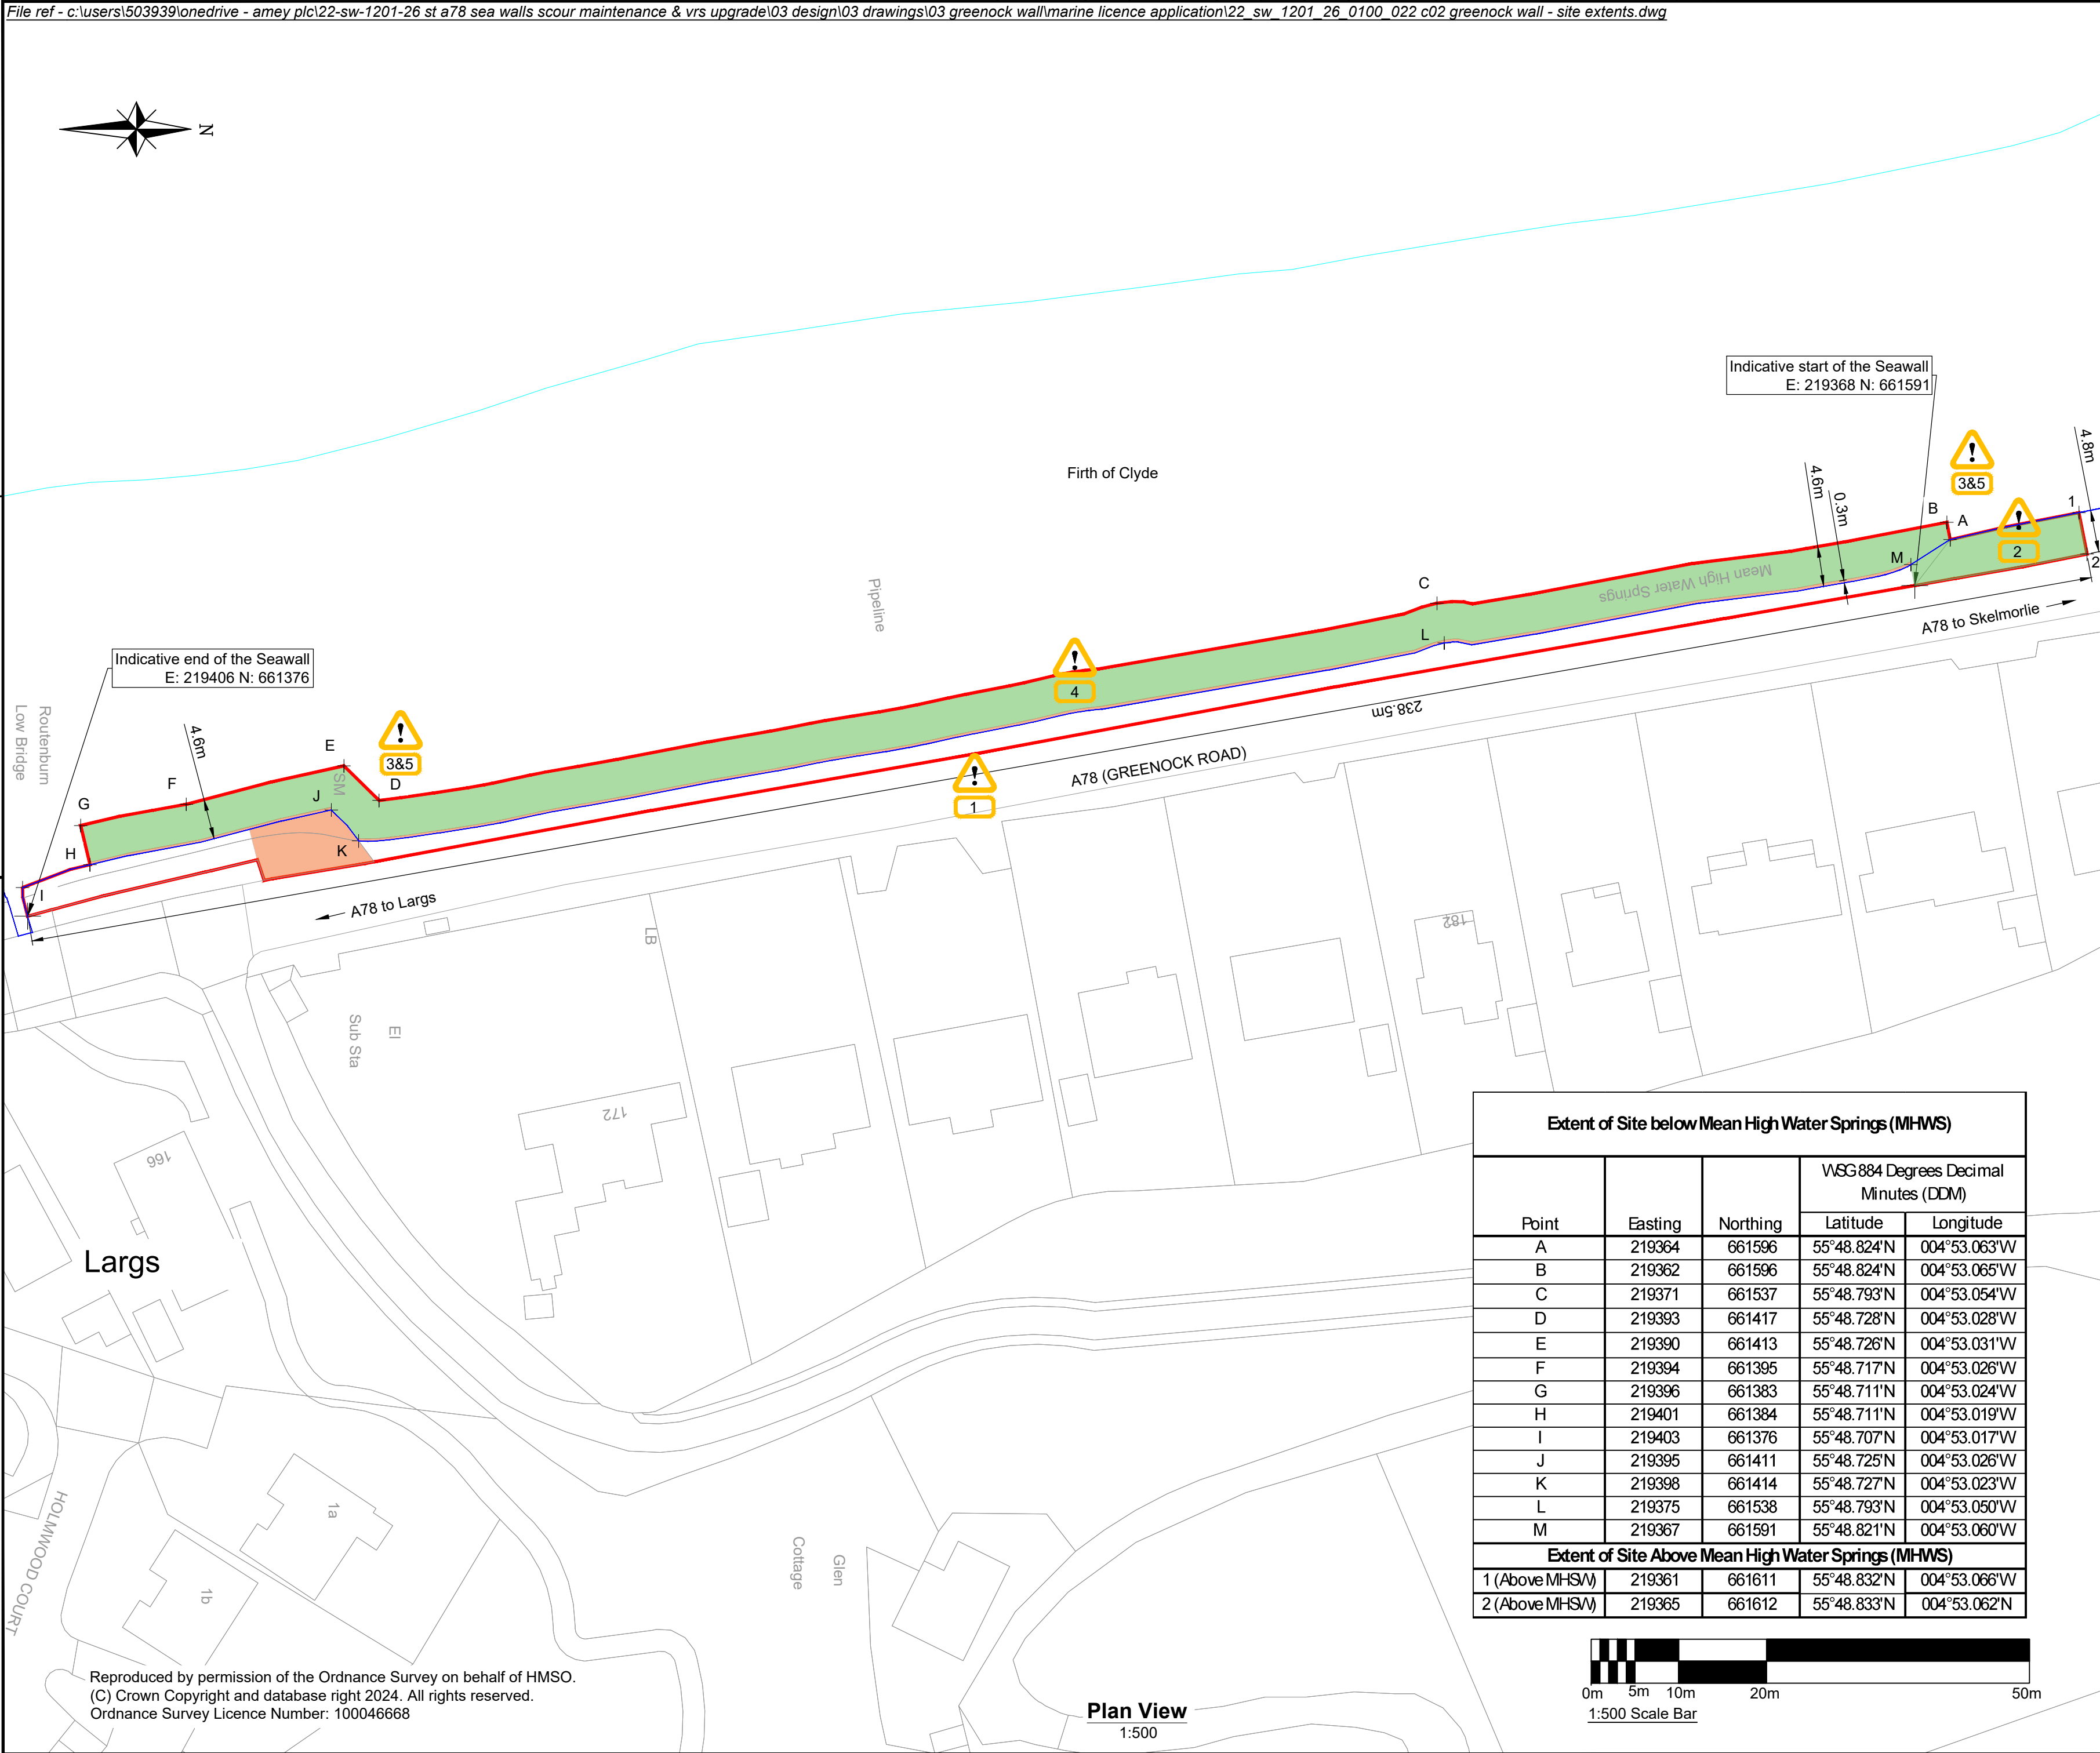 File ref - c:\users\503939\onedrive - amey plc\22-sw-1201-26 st a78 sea walls scour maintenance & vrs upgrade\03 design\03 drawings\03 greenock wall\marine licence application\22_sw_1201_26_0100_022 c02 greenock wall - site extents.dwg
N
Firth of Clyde
Indicative start of the Seawall
E: 219368 N: 661591
3&5
4.8m
4.6m
0.3m
B
A
1
2
2
M
C
Mean High Water Springs
Pipeline
L
A78 to Skelmorlie
4
238.5m
Indicative end of the Seawall
E: 219406 N: 661376
Routenburn
Low Bridge
4.6m
E
3&5
SM
D
F
J
G
H
K
I
1
A78 (GREENOCK ROAD)
A78 to Largs
LB
182
El
Sub Sta
172
166
Largs
Extent of Site below Mean High Water Springs (MHWS)
WSG 884 Degrees Decimal
Minutes (DDM)
Point Easting Northing Latitude Longitude
A 219364 661596 55°48.824'N 004°53.063'W
B 219362 661596 55°48.824'N 004°53.065'W
C 219371 661537 55°48.793'N 004°53.054'W
D 219393 661417 55°48.728'N 004°53.028'W
E 219390 661413 55°48.726'N 004°53.031'W
F 219394 661395 55°48.717'N 004°53.026'W
G 219396 661383 55°48.711'N 004°53.024'W
H 219401 661384 55°48.711'N 004°53.019'W
I 219403 661376 55°48.707'N 004°53.017'W
J 219395 661411 55°48.725'N 004°53.026'W
K 219398 661414 55°48.727'N 004°53.023'W
L 219375 661538 55°48.793'N 004°53.050'W
M 219367 661591 55°48.821'N 004°53.060'W
Extent of Site Above Mean High Water Springs (MHWS)
1 (Above MHSW) 219361 661611 55°48.832'N 004°53.066'W
2 (Above MHSW) 219365 661612 55°48.833'N 004°53.062'N
HOLMWOOD COURT
1a
1b
Glen
Cottage
Reproduced by permission of the Ordnance Survey on behalf of HMSO.
(C) Crown Copyright and database right 2024. All rights reserved.
Ordnance Survey Licence Number: 100046668
Plan View
1:500
0m 5m 10m 20m 50m
1:500 Scale Bar